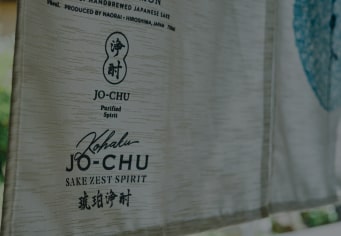 HANDBREWED JAPANESE SAKE
PRODUCED BY NAORAI - HIROSHIMA, JAPAN
浄酎
JO-CHU
Purified
Spirit
Kohaku
JO-CHU
SAKE ZEST SPIRIT
琥珀浄酎